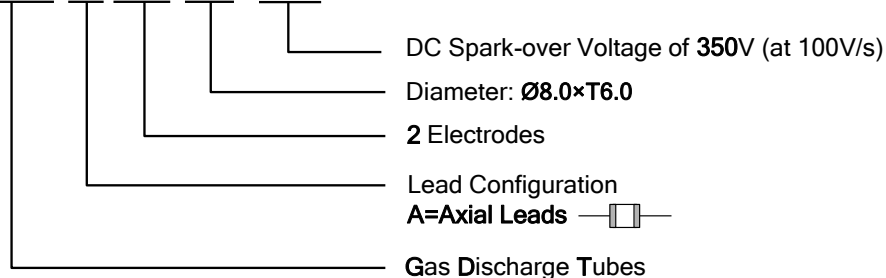 DC Spark-over Voltage of 350V (at 100V/s)
Diameter: Ø8.0×T6.0
2 Electrodes
Lead Configuration
A=Axial Leads
Gas Discharge Tubes